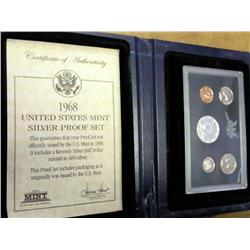 Certificate of Authenticity
1968
UNITED STATES MINT
SILVER PROOF SET
This guarantees that your Proof Set was
officially issued by the U.S. Mint in 1968.
It includes a Kennedy Silver Half Dollar
minted in 40% silver.
This Proof Set includes packaging as it
originally was issued by the U.S. Mint.
MINT